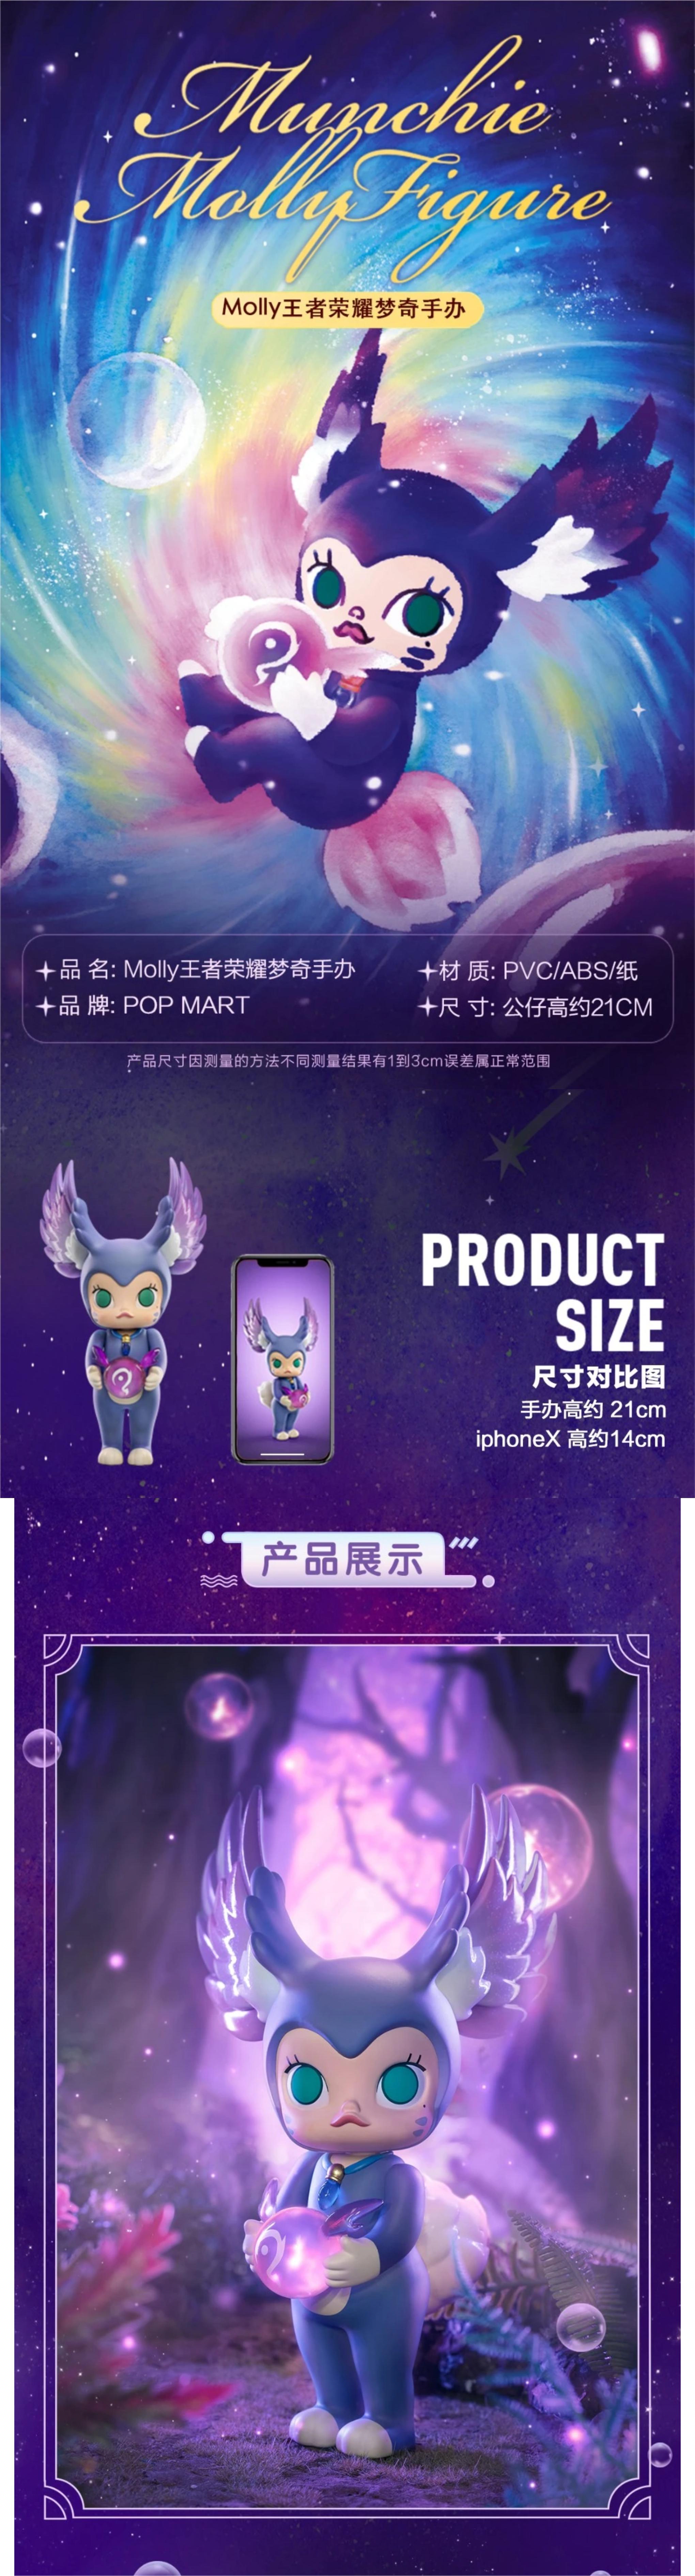 Munchie
Molly Figure
Molly王者荣耀梦奇手办
品 名: Molly王者荣耀梦奇手办
材 质: PVC/ABS/纸
品 牌: POP MART
尺 寸: 公仔高约21CM
产品尺寸因测量的方法不同测量结果有1到3cm误差属正常范围
PRODUCT
SIZE
尺寸对比图
手办高约 21cm
iphoneX 高约14cm
产品展示